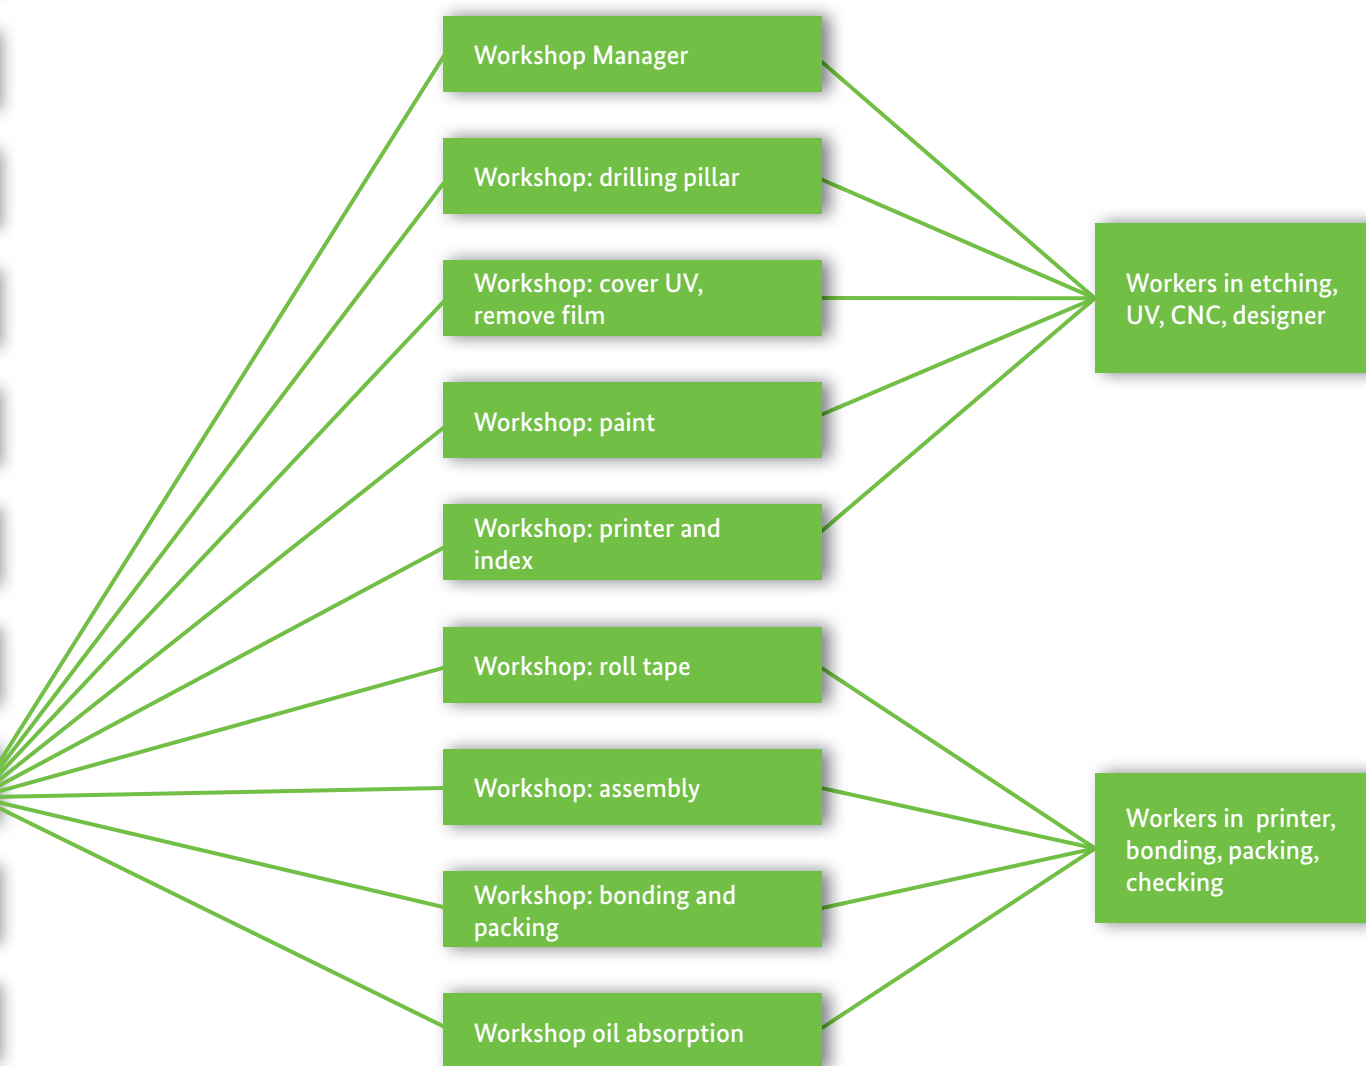 Workshop Manager
Workshop: drilling pillar
Workshop: cover UV,
remove film
Workshop: paint
Workshop: printer and
index
Workshop: roll tape
Workshop: assembly
Workshop: bonding and
packing
Workshop oil absorption
Workers in etching,
UV, CNC, designer
Workers in  printer,
bonding, packing,
checking